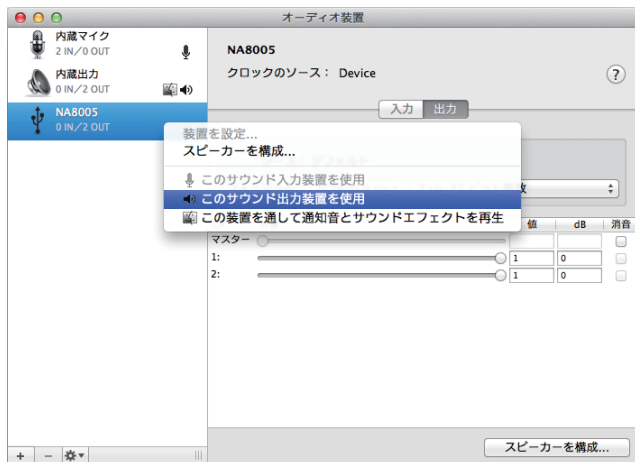 オーディオ装置
内蔵マイク
2 IN/0 OUT
内蔵出力
0 IN/2 OUT
NA8005
0 IN/2 OUT
NA8005
クロックのソース： Device
?
入力 出力
装置を設定...
スピーカーを構成...
このサウンド入力装置を使用
このサウンド出力装置を使用
この装置を通して通知音とサウンドエフェクトを再生
値 dB 消音
マスター
1: 1 0
2: 1 0
スピーカーを構成...
+ −